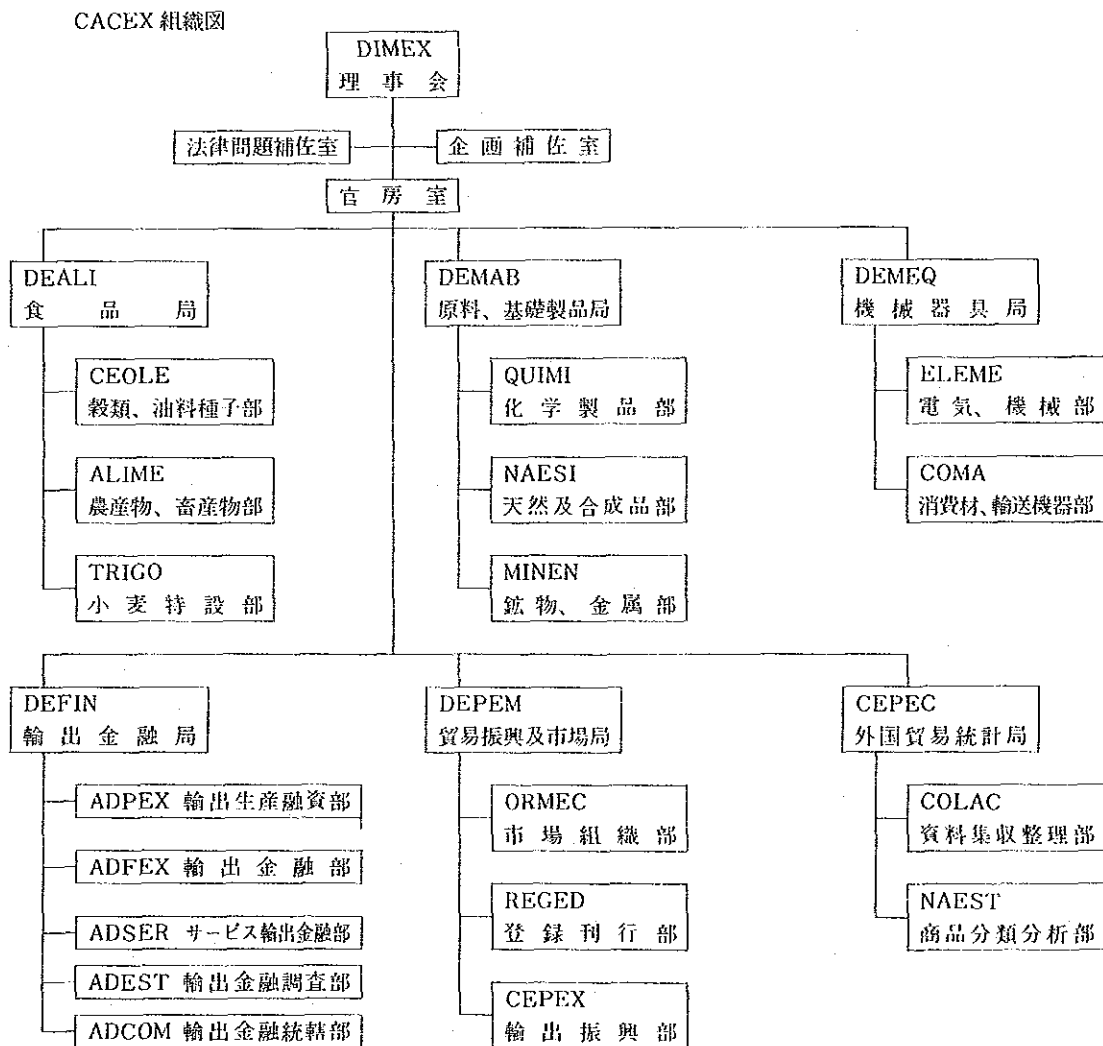 CACEX 組織図
DIMEX
理事会
法律問題補佐室
企画補佐室
官房室
DEALI
食品局
CEOLE
穀類、油料種子部
ALIME
農産物、畜産物部
TRIGO
小麦特設部
DEMAB
原料、基礎製品局
QUIMI
化学製品部
NAESI
天然及合成品部
MINEN
鉱物、金属部
DEMEQ
機械器具局
ELEME
電気、機械部
COMA
消費材、輸送機器部
DEFIN
輸出金融局
ADPEX 輸出生産融資部
ADFEX 輸出金融部
ADSER サービス輸出金融部
ADEST 輸出金融調査部
ADCOM 輸出金融統轄部
DEPEM
貿易振興及市場局
ORMEC
市場組織部
REGED
登録刊行部
CEPEX
輸出振興部
CEPEC
外国貿易統計局
COLAC
資料集収整理部
NAEST
商品分類分析部